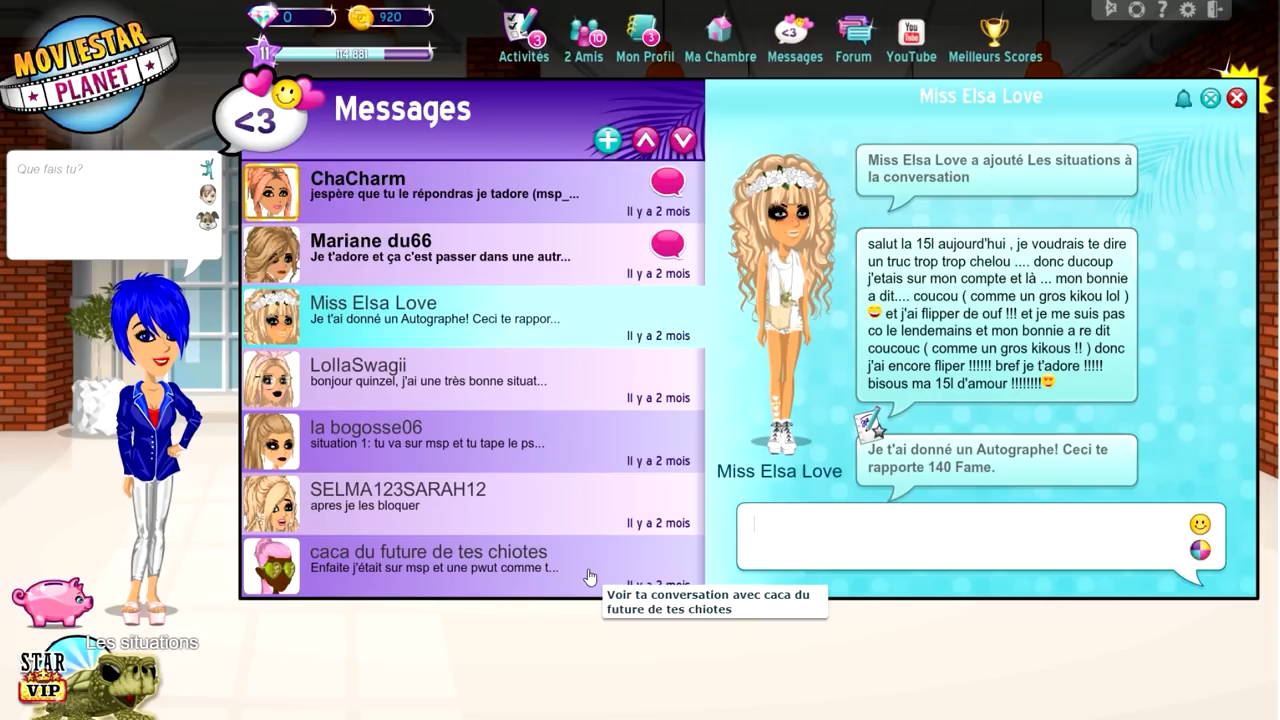 MOVIESTAR
PLANET
0
920
11
114.881
3
Activités
10
2 Amis
3
Mon Profil
Ma Chambre
<3
Messages
Forum
You
Tube
YouTube
Meilleurs Scores
<3
Messages
Que fais tu?
ChaCharm
jespère que tu le répondras je tadore (msp_...
Il y a 2 mois
Mariane du66
Je t'adore et ça c'est passer dans une autr...
Il y a 2 mois
Miss Elsa Love
Je t'ai donné un Autographe! Ceci te rappor...
Il y a 2 mois
LollaSwagii
bonjour quinzel, j'ai une très bonne situat...
Il y a 2 mois
la bogosse06
situation 1: tu va sur msp et tu tape le ps...
Il y a 2 mois
SELMA123SARAH12
apres je les bloquer
Il y a 2 mois
caca du future de tes chiotes
Enfaite j'était sur msp et une pwut comme t...
Il y a 2 mois
Voir ta conversation avec caca du
future de tes chiotes
Miss Elsa Love
Miss Elsa Love a ajouté Les situations à
la conversation
salut la 15l aujourd'hui , je voudrais te dire
un truc trop trop chelou .... donc ducoup
j'etais sur mon compte et là ... mon bonnie
a dit.... coucou ( comme un gros kikou lol )
et j'ai flipper de ouf !!! et je me suis pas
co le lendemains et mon bonnie a re dit
coucouc ( comme un gros kikous !! ) donc
j'ai encore fliper !!!!!! bref je t'adore !!!!!
bisous ma 15l d'amour !!!!!!!!
Je t'ai donné un Autographe! Ceci te
rapporte 140 Fame.
Miss Elsa Love
Les situations
STAR
VIP